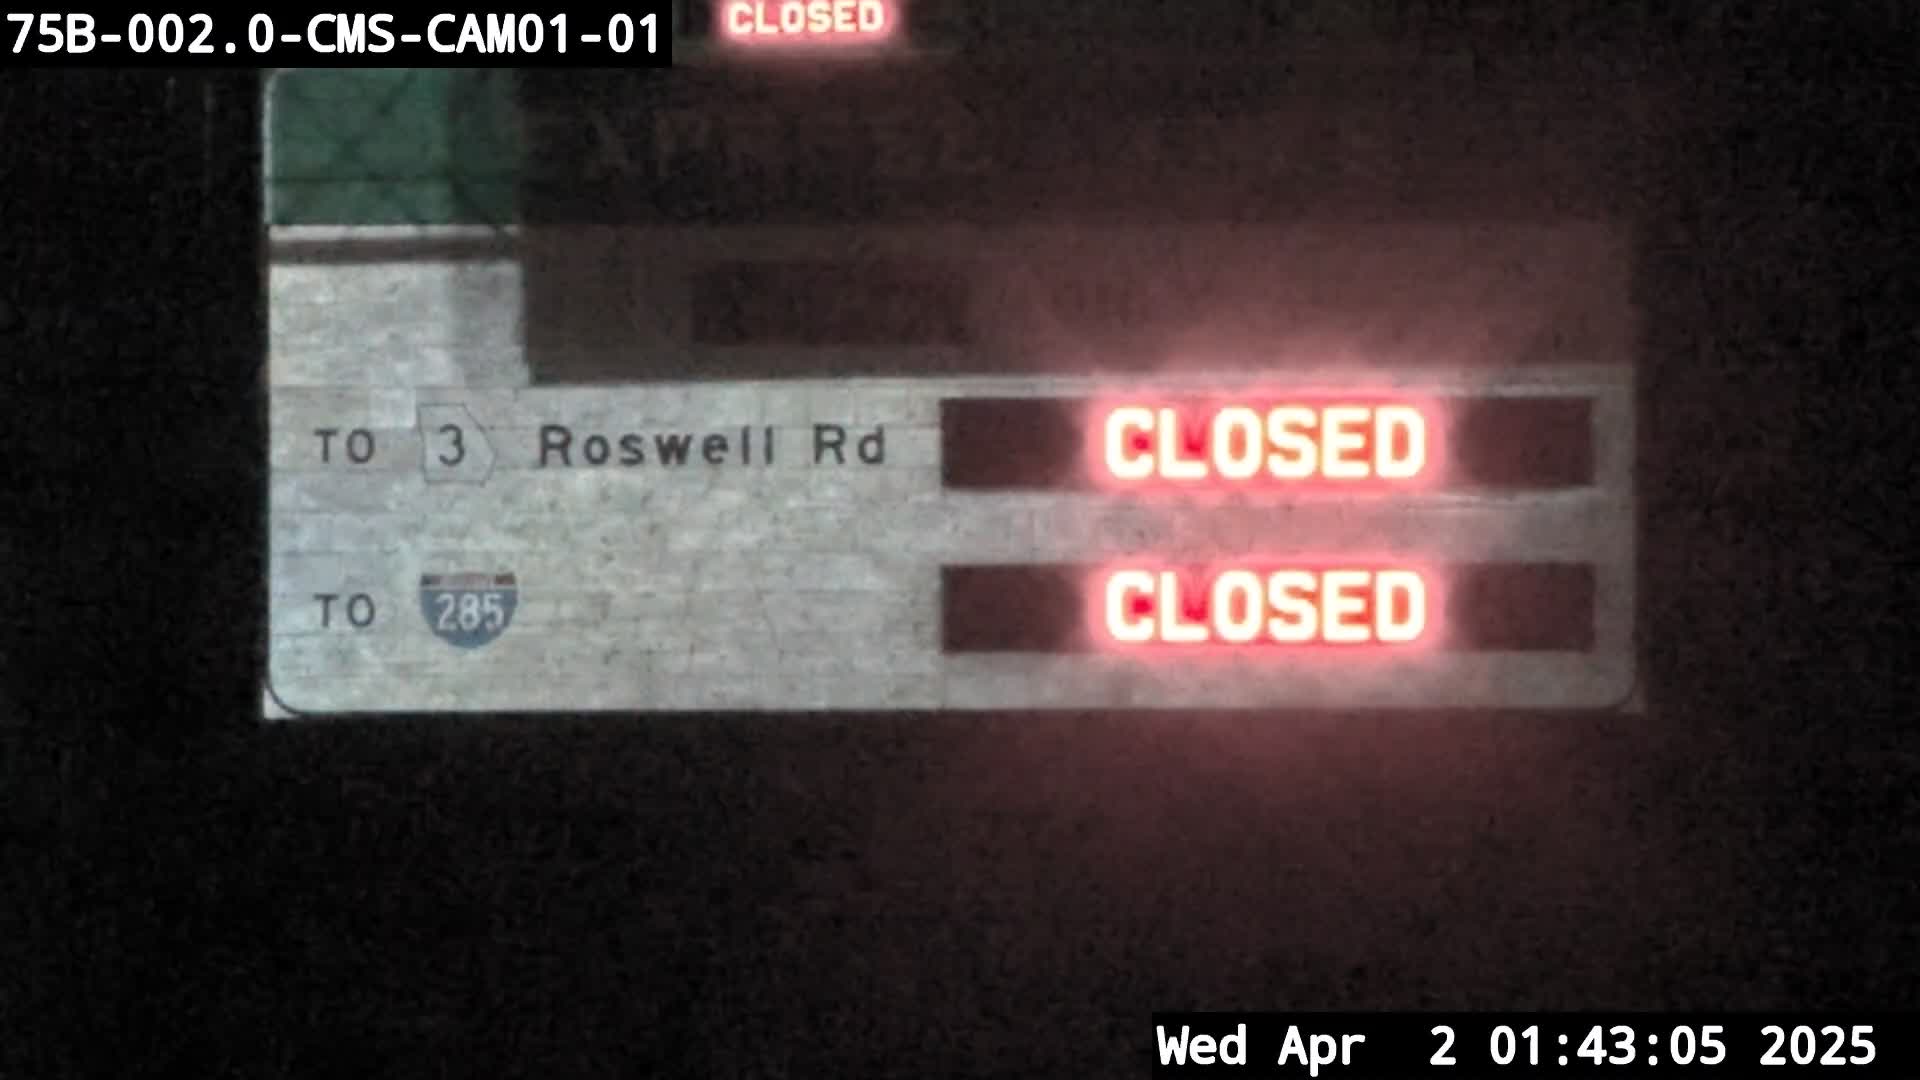 75B-002.0-CMS-CAM01-01
CLOSED
TO 3 Roswell Rd CLOSED
TO 285 CLOSED
Wed Apr 2 01:43:05 2025